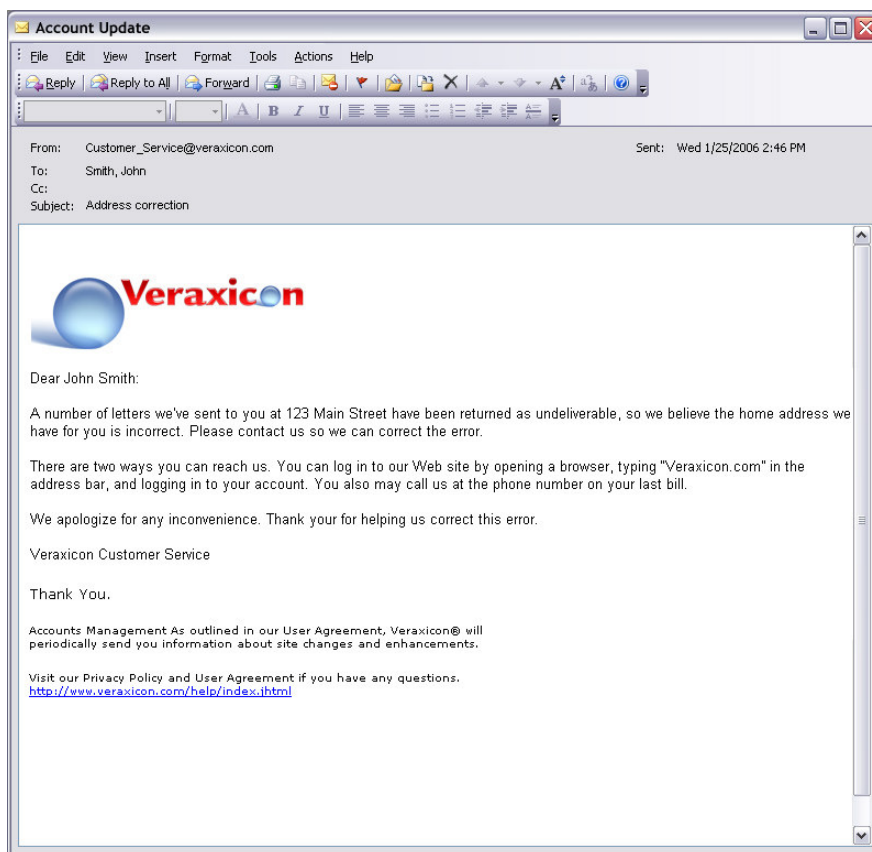 Account Update
File Edit View Insert Format Tools Actions Help
Reply Reply to All Forward
A B I U
From: Customer_Service@veraxicon.com Sent: Wed 1/25/2006 2:46 PM
To: Smith, John
Cc:
Subject: Address correction
Veraxicon
Dear John Smith:
A number of letters we've sent to you at 123 Main Street have been returned as undeliverable, so we believe the home address we
have for you is incorrect. Please contact us so we can correct the error.
There are two ways you can reach us. You can log in to our Web site by opening a browser, typing "Veraxicon.com" in the
address bar, and logging in to your account. You also may call us at the phone number on your last bill.
We apologize for any inconvenience. Thank your for helping us correct this error.
Veraxicon Customer Service
Thank You.
Accounts Management As outlined in our User Agreement, Veraxicon® will
periodically send you information about site changes and enhancements.
Visit our Privacy Policy and User Agreement if you have any questions.
http://www.veraxicon.com/help/index.jhtml